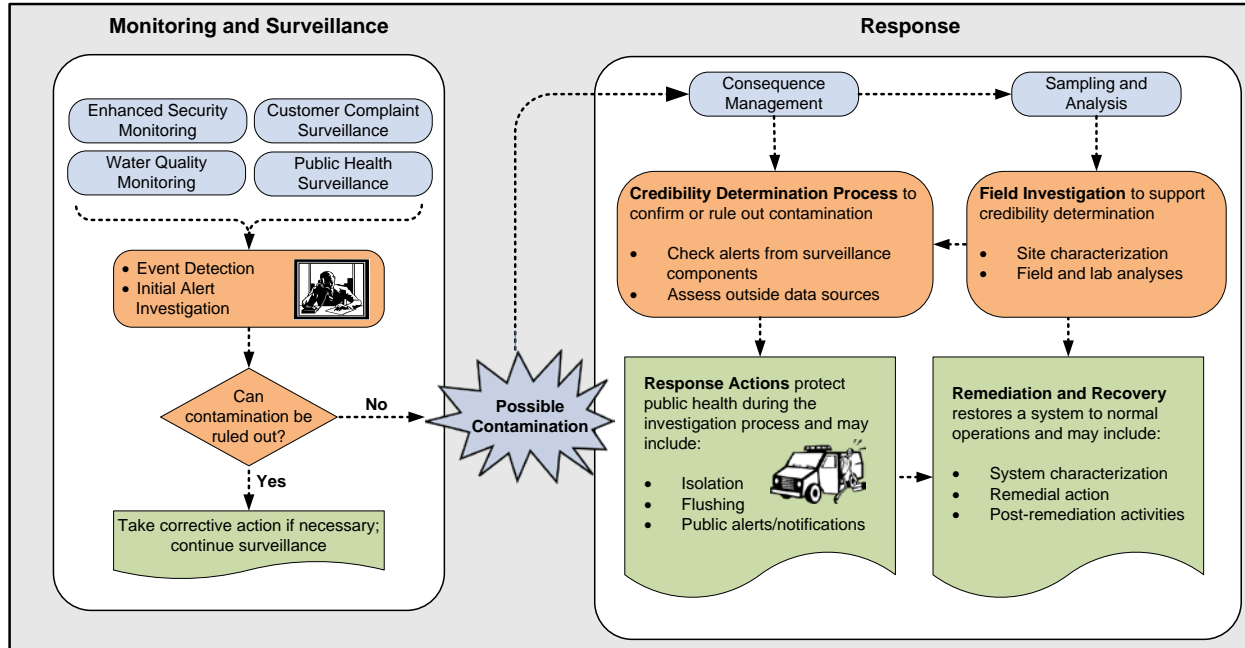 Monitoring and Surveillance
Enhanced Security
Monitoring
Customer Complaint
Surveillance
Water Quality
Monitoring
Public Health
Surveillance
• Event Detection
• Initial Alert
Investigation
Can
contamination be
ruled out?
No
Yes
Take corrective action if necessary;
continue surveillance
Possible
Contamination
Response
Consequence
Management
Sampling and
Analysis
Credibility Determination Process to
confirm or rule out contamination
• Check alerts from surveillance
components
• Assess outside data sources
Field Investigation to support
credibility determination
• Site characterization
• Field and lab analyses
Response Actions protect
public health during the
investigation process and may
include:
• Isolation
• Flushing
• Public alerts/notifications
Remediation and Recovery
restores a system to normal
operations and may include:
• System characterization
• Remedial action
• Post-remediation activities